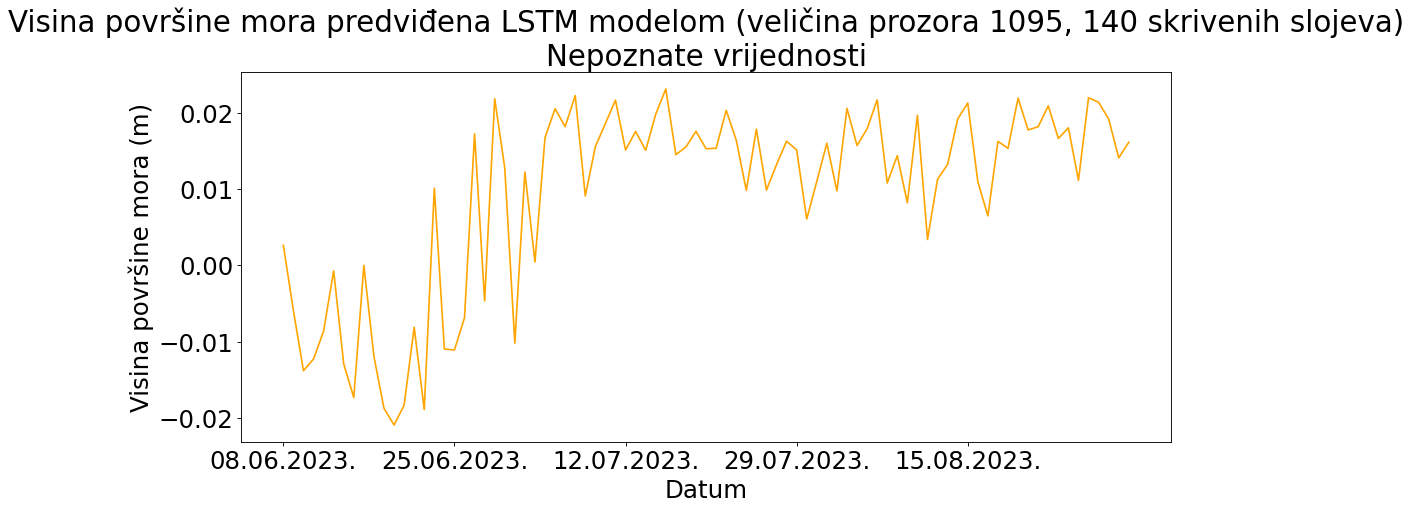 Visina površine mora predviđena LSTM modelom (veličina prozora 1095, 140 skrivenih slojeva)
Nepoznate vrijednosti
Visina površine mora (m)
0.02
0.01
0.00
−0.01
−0.02
08.06.2023. 25.06.2023. 12.07.2023. 29.07.2023. 15.08.2023.
Datum